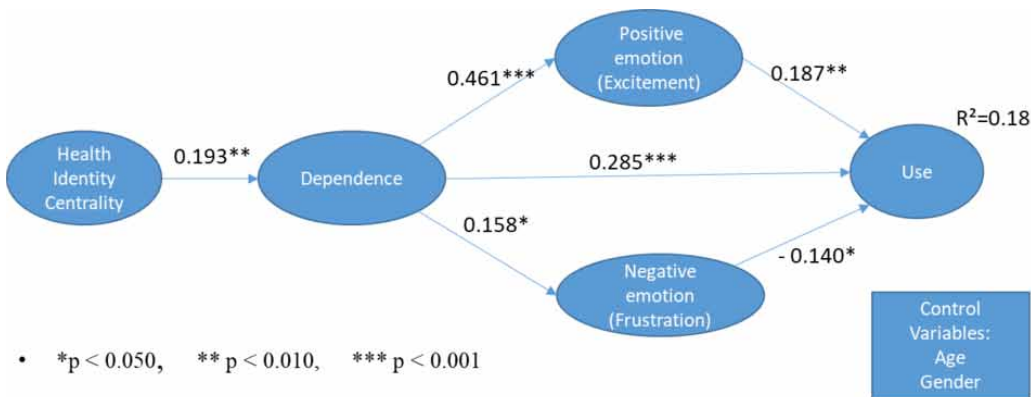 Positive
emotion
(Excitement)
0.461***
0.187**
R²=0.18
Health
Identity
Centrality
0.193**
Dependence
0.285***
Use
0.158*
- 0.140*
Negative
emotion
(Frustration)
Control
Variables:
Age
Gender
• *p < 0.050, ** p < 0.010, *** p < 0.001